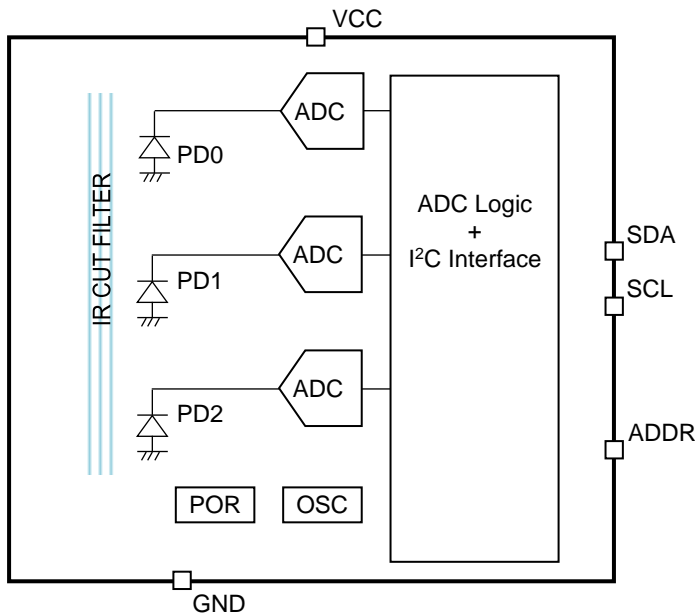 VCC
ADC
PD0
IR CUT FILTER
ADC Logic
+
I²C Interface
SDA
ADC
PD1
SCL
ADC
PD2
ADDR
POR
OSC
GND